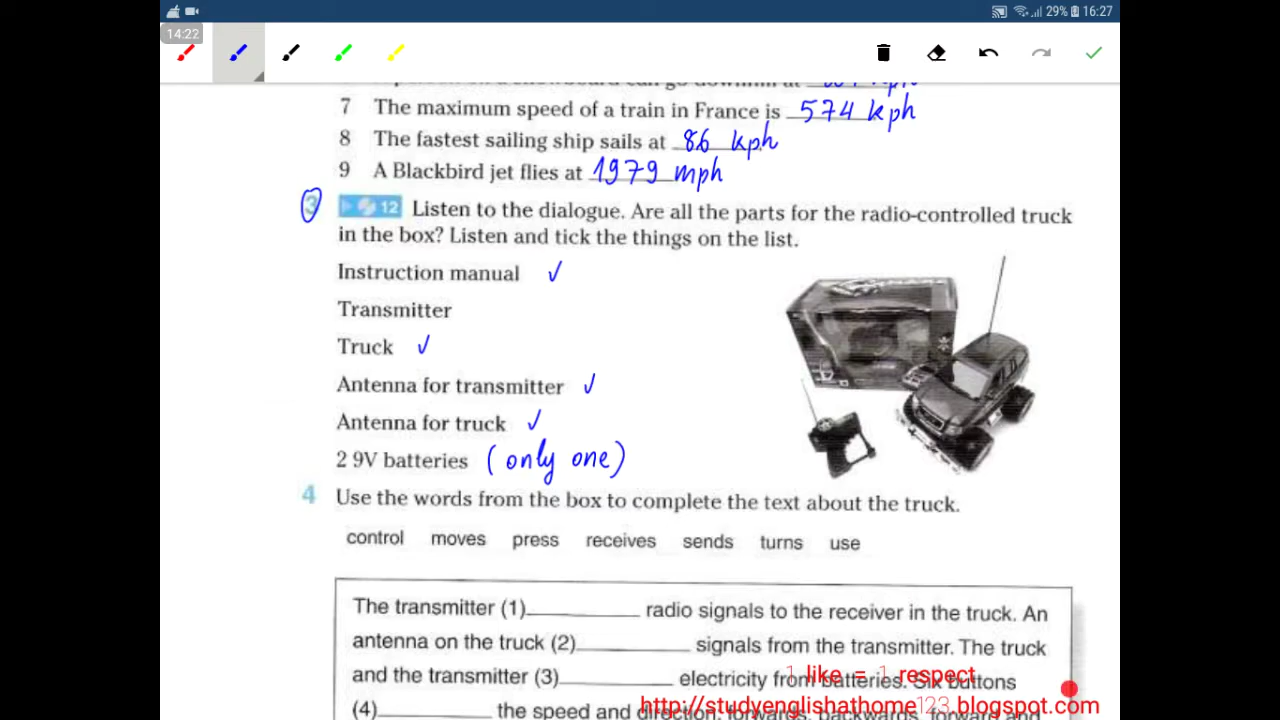 29% 16:27
14:22
7 The maximum speed of a train in France is 574 kph
8 The fastest sailing ship sails at 86 kph
9 A Blackbird jet flies at 1979 mph
3 12 Listen to the dialogue. Are all the parts for the radio-controlled truck
in the box? Listen and tick the things on the list.
Instruction manual ✓
Transmitter
Truck ✓
Antenna for transmitter ✓
Antenna for truck ✓
2 9V batteries (only one)
4 Use the words from the box to complete the text about the truck.
control moves press receives sends turns use
The transmitter (1)________ radio signals to the receiver in the truck. An
antenna on the truck (2)________ signals from the transmitter. The truck
and the transmitter (3)________ electricity from batteries. Six buttons
1 like = 1 respect
(4)________ the speed and direction, forwards, backwards, forward and
http://studyenglishathome123.blogspot.com